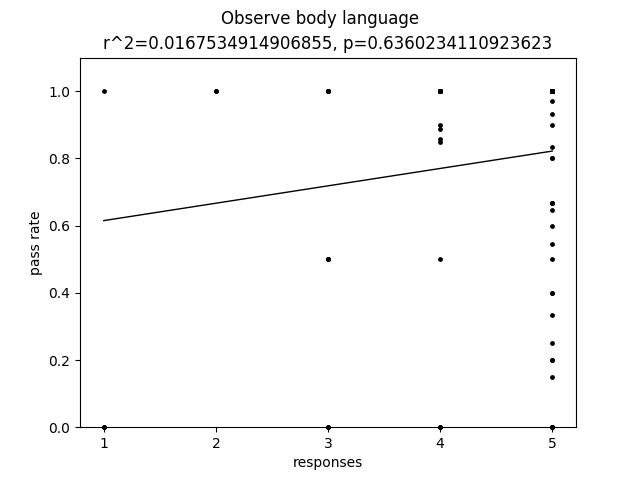 Observe body language
r^2=0.0167534914906855, p=0.6360234110923623
1.0
0.8
0.6
0.4
0.2
0.0
pass rate
1 2 3 4 5
responses